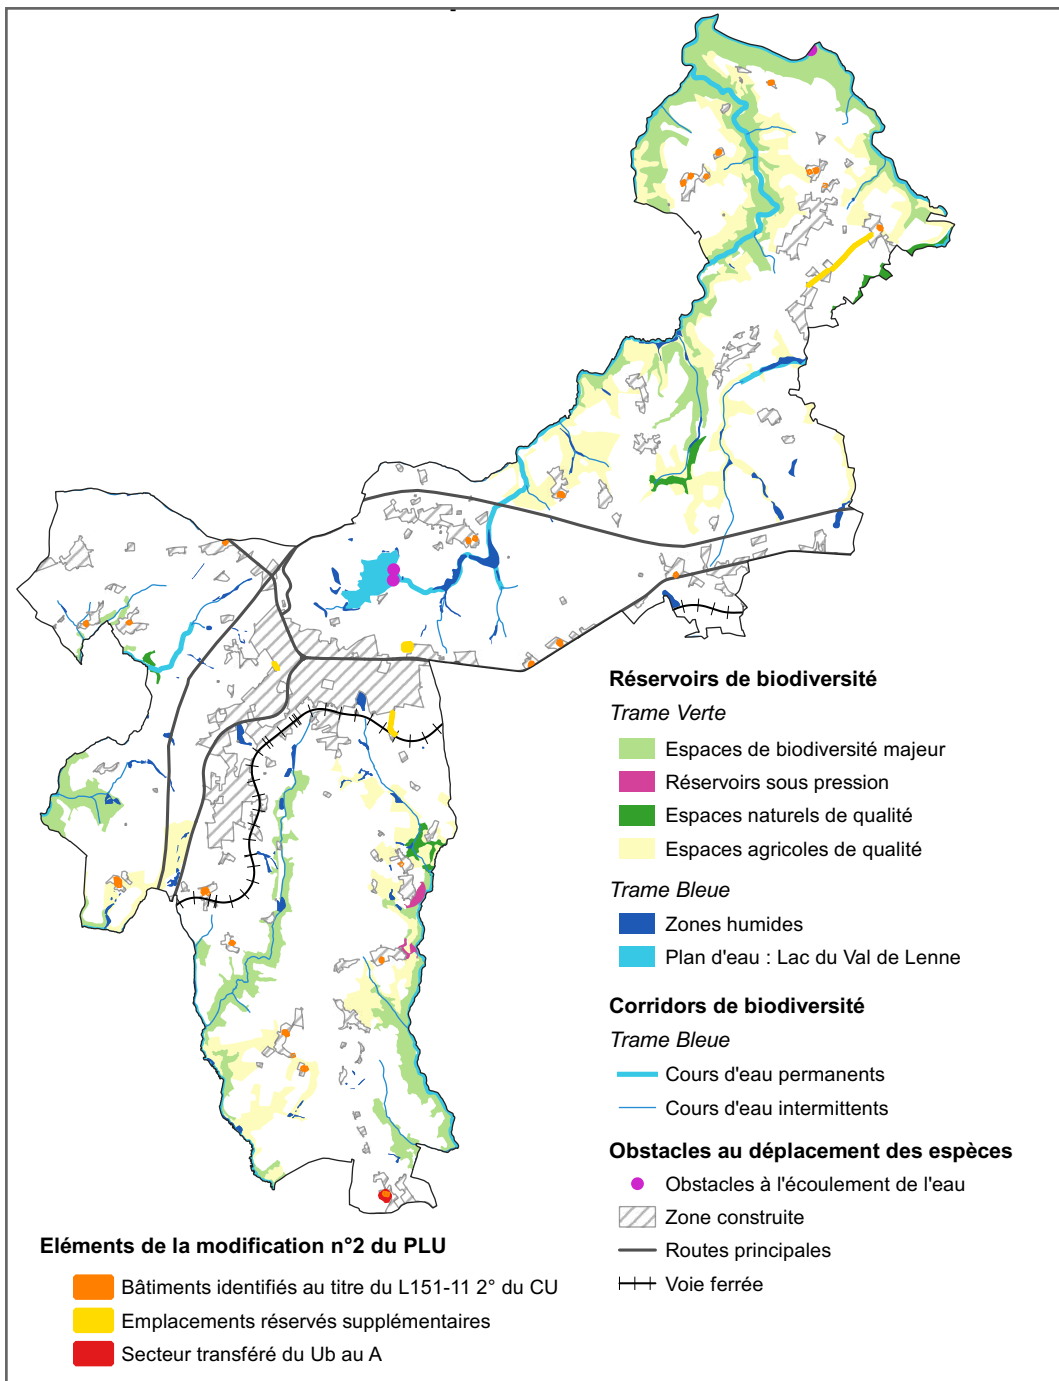 Réservoirs de biodiversité
Trame Verte
Espaces de biodiversité majeur
Réservoirs sous pression
Espaces naturels de qualité
Espaces agricoles de qualité
Trame Bleue
Zones humides
Plan d'eau : Lac du Val de Lenne
Corridors de biodiversité
Trame Bleue
Cours d'eau permanents
Cours d'eau intermittents
Obstacles au déplacement des espèces
Obstacles à l'écoulement de l'eau
Zone construite
Routes principales
Voie ferrée
Eléments de la modification n°2 du PLU
Bâtiments identifiés au titre du L151-11 2° du CU
Emplacements réservés supplémentaires
Secteur transféré du Ub au A